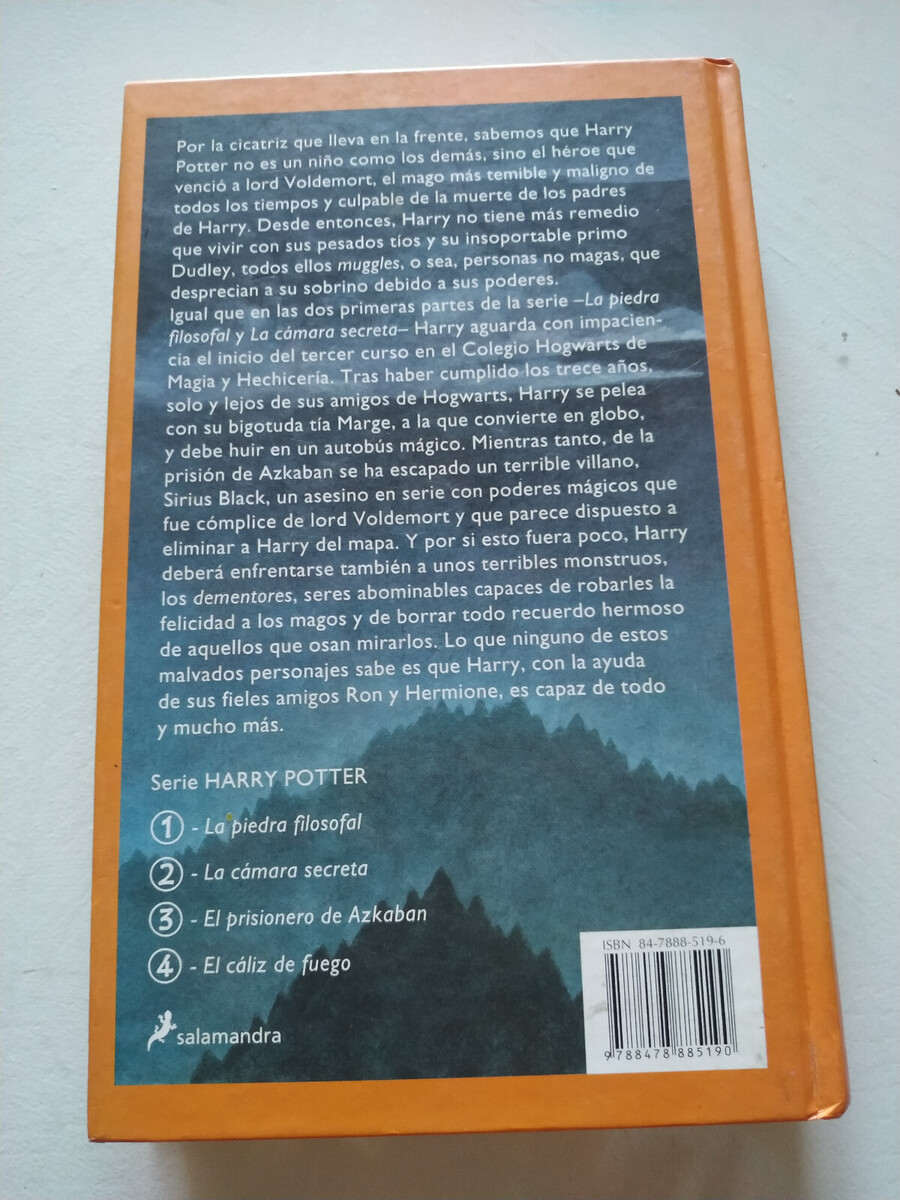 Por la cicatriz que lleva en la frente, sabemos que Harry
Potter no es un niño como los demás, sino el héroe que
venció a lord Voldemort, el mago más temible y maligno de
todos los tiempos y culpable de la muerte de los padres
de Harry. Desde entonces, Harry no tiene más remedio
que vivir con sus pesados tíos y su insoportable primo
Dudley, todos ellos muggles, o sea, personas no magas, que
desprecian a su sobrino debido a sus poderes.
Igual que en las dos primeras partes de la serie –La piedra
filosofal y La cámara secreta– Harry aguarda con impacien-
cia el inicio del tercer curso en el Colegio Hogwarts de
Magia y Hechicería. Tras haber cumplido los trece años,
solo y lejos de sus amigos de Hogwarts, Harry se pelea
con su bigotuda tía Marge, a la que convierte en globo,
y debe huir en un autobús mágico. Mientras tanto, de la
prisión de Azkaban se ha escapado un terrible villano,
Sirius Black, un asesino en serie con poderes mágicos que
fue cómplice de lord Voldemort y que parece dispuesto a
eliminar a Harry del mapa. Y por si esto fuera poco, Harry
deberá enfrentarse también a unos terribles monstruos,
los dementores, seres abominables capaces de robarles la
felicidad a los magos y de borrar todo recuerdo hermoso
de aquellos que osan mirarlos. Lo que ninguno de estos
malvados personajes sabe es que Harry, con la ayuda
de sus fieles amigos Ron y Hermione, es capaz de todo
y mucho más.
Serie HARRY POTTER
1 - La piedra filosofal
2 - La cámara secreta
3 - El prisionero de Azkaban
4 - El cáliz de fuego
salamandra
ISBN 84-7888-519-6
9 788478 885190